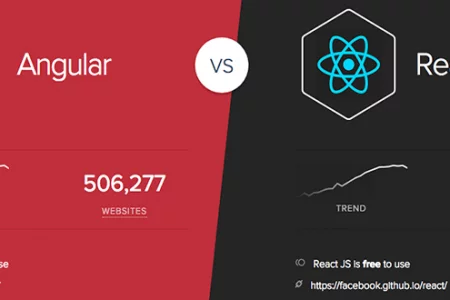 Angular
VS
Re
506,277
WEBSITES
TREND
se
React JS is free to use
https://facebook.github.io/react/